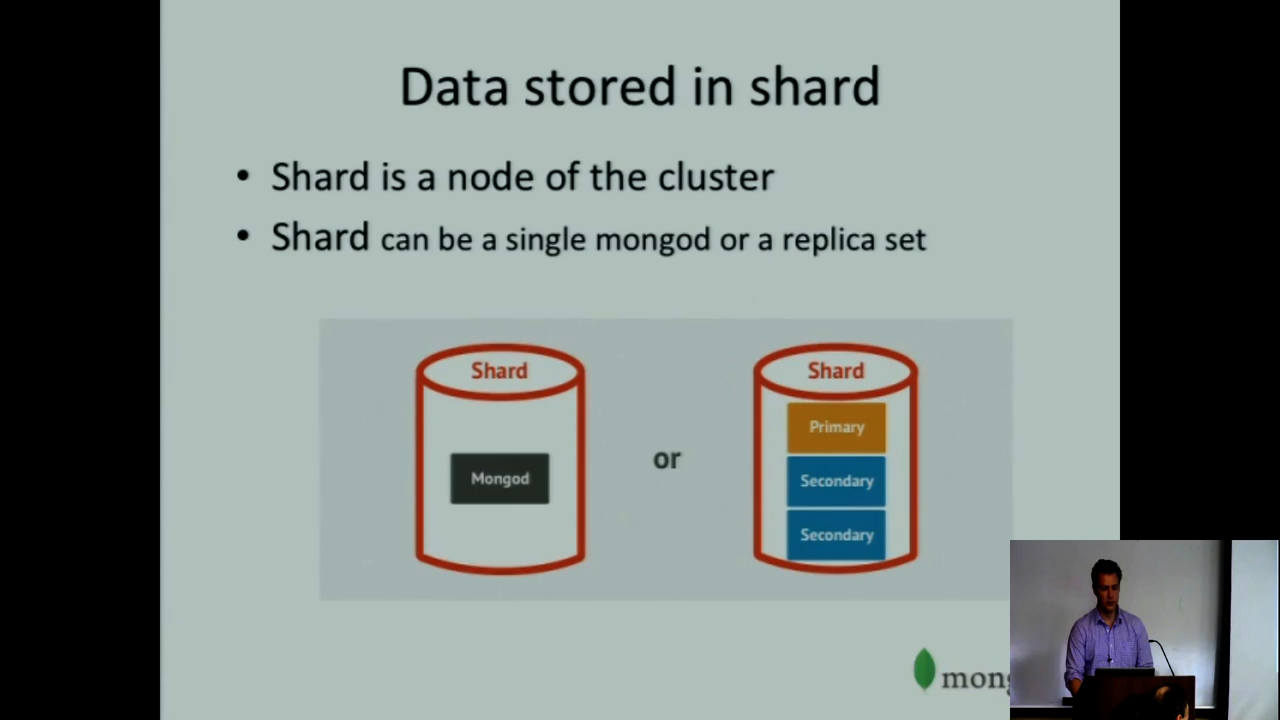 Data stored in shard
• Shard is a node of the cluster
• Shard can be a single mongod or a replica set
Shard
Shard
Primary
Mongod
or
Secondary
Secondary